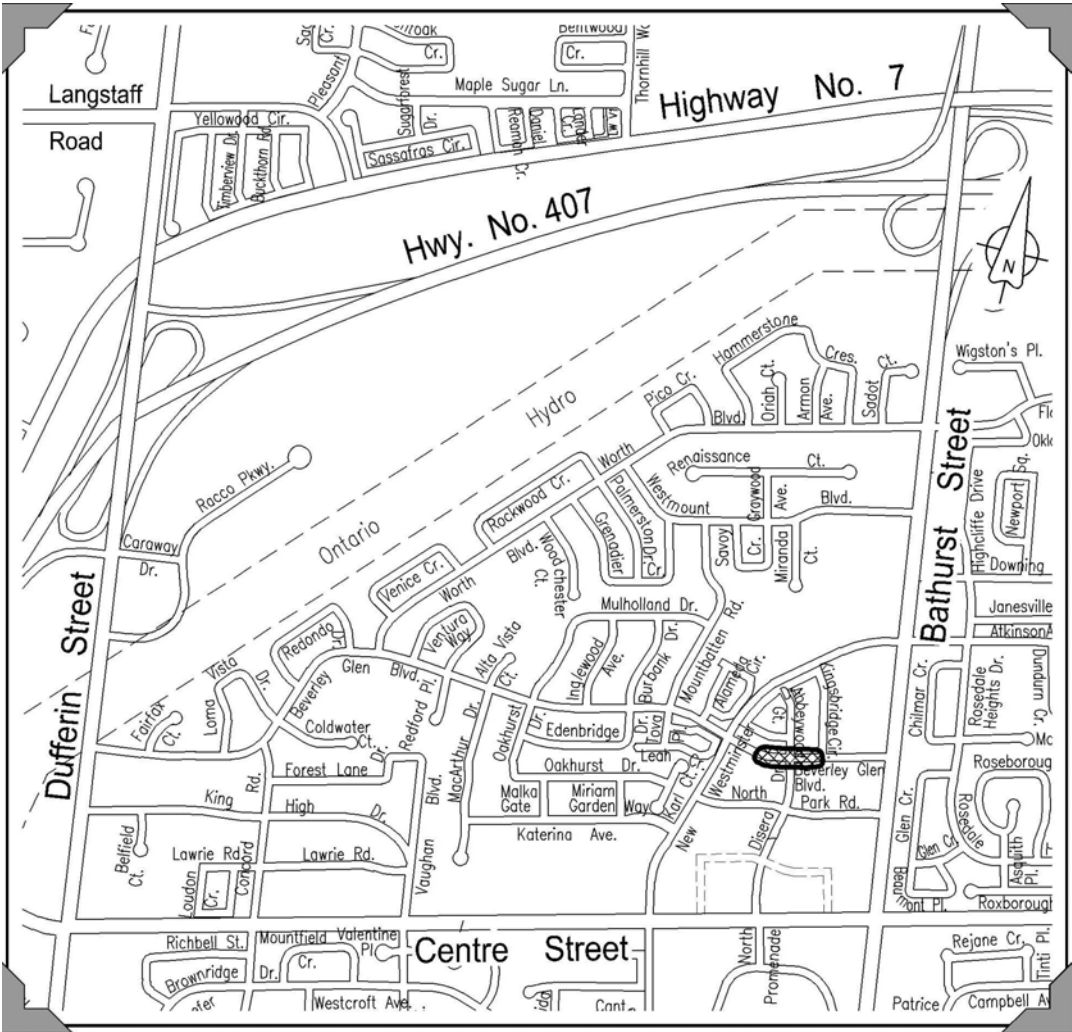 Cr.
Cr.
Bentwood
Cr.
Pleasant
Thornhill
Langstaff
Road
Maple Sugar Ln.
Highway No. 7
Sugarforest
Dr.
Yellowood Cir.
Timberview Dr.
Buckthorn Rd
Sassafras Cir.
Reaman
Cr.
Daniel
Hwy. No. 407
N
Hammerstone
Cres.
Wigston's Pl.
Pico Cr.
Blvd.
Oriah Ct.
Armon
Ave.
Sadot
Ct.
Hydro
Ontario
Worth
Renaissance
Ct.
Bathurst Street
Racco Pkwy.
Rockwood Cr.
Palmerston Dr.
Westmount
Graywood
Ave.
Blvd.
Highcliffe Drive
Newport
Sq.
Caraway
Dr.
Grenadier
Cr.
Blvd.
Woodchester
Ct.
Savoy
Cr.
Miranda
Ct.
Downing
Venice Cr.
Worth
Mulholland Dr.
Janesville
Atkinson
Dufferin Street
Redondo
Dr.
Ventura
Way
Alta Vista
Ct.
Inglewood
Ave.
Burbank
Dr.
Mountbatten Rd.
Alameda
Cir.
Kingsbridge Cir.
Abbeywood
Ct.
Chilmar Cr.
Rosedale
Heights Dr.
Dundurn Cr.
Vista
Dr.
Beverley
Glen
Blvd.
Redford Pl.
Fairfax
Ct.
Loma
Coldwater
Ct.
Dr.
MacArthur
Dr.
Oakhurst
Dr.
Edenbridge
Dr.
Tova
Pl.
Leah
Westminster
Forest Lane
Oakhurst Dr.
Karl Ct.
Beverley Glen
Blvd.
Dr.
Roseborough
King
High
Dr.
Rd.
Blvd.
Malka
Gate
Miriam
Garden
Way
North
Park Rd.
Glen Cr.
Rosedale
Katerina Ave.
New
Disera
Belfield
Ct.
Lawrie Rd.
Lawrie Rd.
Concord
Vaughan
Glen Cr.
Asquith
Pl.
Loudon
Cr.
Beaumont Pl.
Roxborough
Richbell St.
Mountfield
Cr.
Valentine
Pl
Centre Street
North
Promenade
Rejane Cr.
Tinti Pl.
Brownridge
Dr.
Westcroft Ave.
Patrice
Campbell